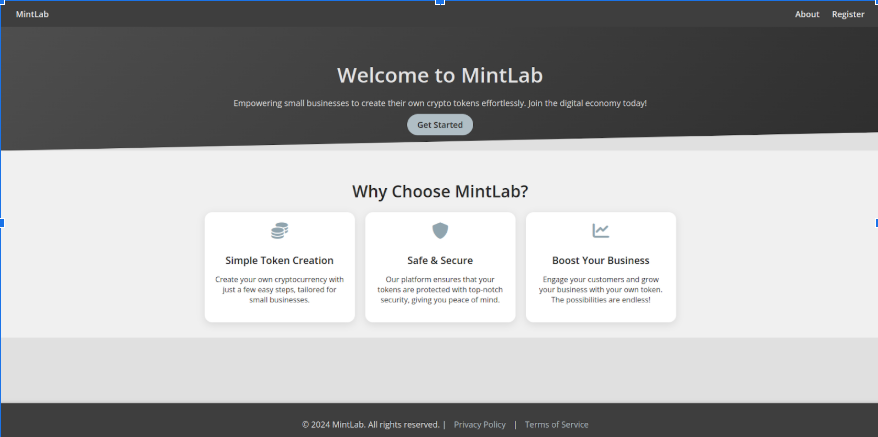 MintLab
About Register
Welcome to MintLab
Empowering small businesses to create their own crypto tokens effortlessly. Join the digital economy today!
Get Started
Why Choose MintLab?
Simple Token Creation
Create your own cryptocurrency with
just a few easy steps, tailored for
small businesses.
Safe & Secure
Our platform ensures that your
tokens are protected with top-notch
security, giving you peace of mind.
Boost Your Business
Engage your customers and grow
your business with your own token.
The possibilities are endless!
© 2024 MintLab. All rights reserved. | Privacy Policy | Terms of Service